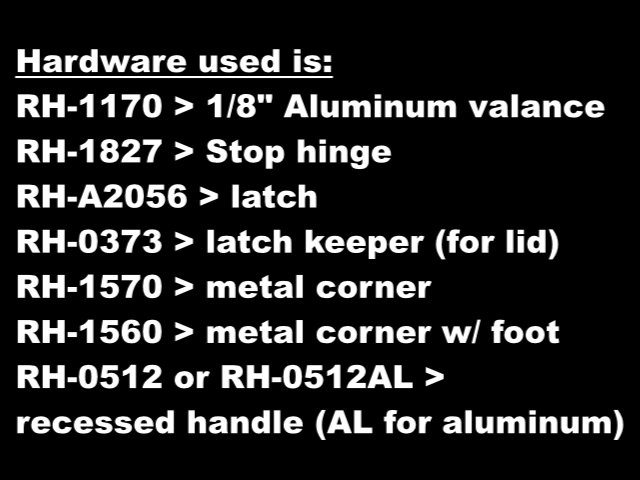 Hardware used is:
RH-1170 > 1/8" Aluminum valance
RH-1827 > Stop hinge
RH-A2056 > latch
RH-0373 > latch keeper (for lid)
RH-1570 > metal corner
RH-1560 > metal corner w/ foot
RH-0512 or RH-0512AL >
recessed handle (AL for aluminum)